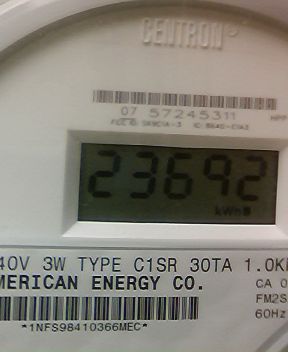 CENTRON
07 57245311
HPP
23692
kWh
40V 3W TYPE C1SR 30TA 1.0K
MERICAN ENERGY CO.
CA 0
FM2S
60Hz
*1NFS98410366MEC*